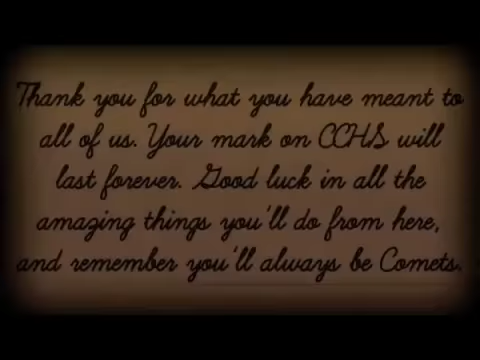 Thank you for what you have meant to
all of us. Your mark on CCHS will
last forever. Good luck in all the
amazing things you'll do from here,
and remember you'll always be Comets.